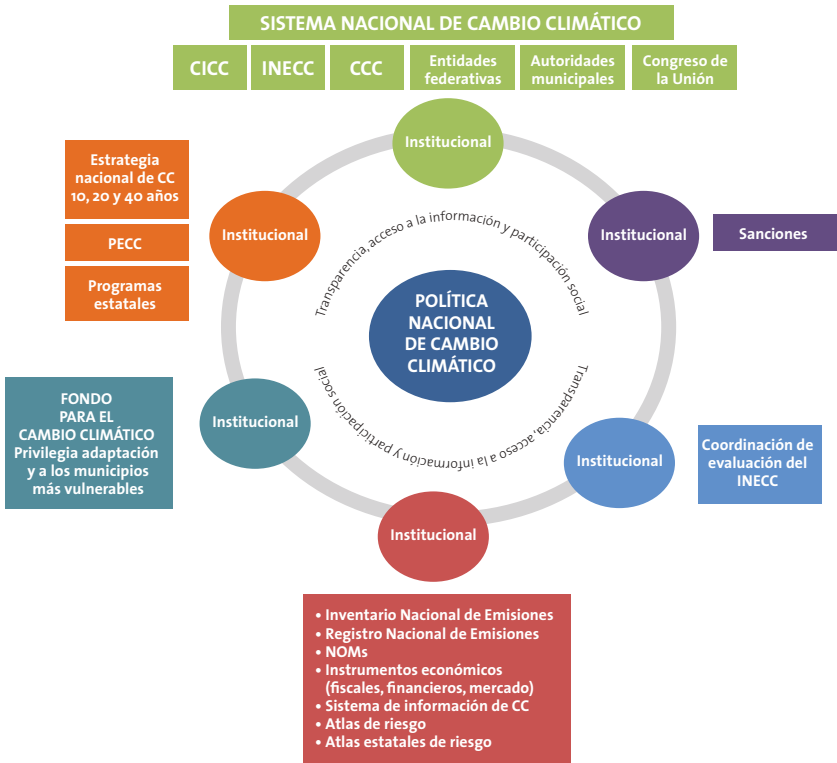 SISTEMA NACIONAL DE CAMBIO CLIMÁTICO
CICC
INECC
CCC
Entidades
federativas
Autoridades
municipales
Congreso de
la Unión
Institucional
Estrategia
nacional de CC
10, 20 y 40 años
PECC
Programas
estatales
Institucional
Institucional
Sanciones
Transparencia, acceso a la información y participación social
POLÍTICA
NACIONAL
DE CAMBIO
CLIMÁTICO
Transparencia, acceso a la información y participación social
FONDO
PARA EL
CAMBIO CLIMÁTICO
Privilegia adaptación
y a los municipios
más vulnerables
Institucional
Institucional
Coordinación de
evaluación del
INECC
Institucional
• Inventario Nacional de Emisiones
• Registro Nacional de Emisiones
• NOMs
• Instrumentos económicos
(fiscales, financieros, mercado)
• Sistema de información de CC
• Atlas de riesgo
• Atlas estatales de riesgo